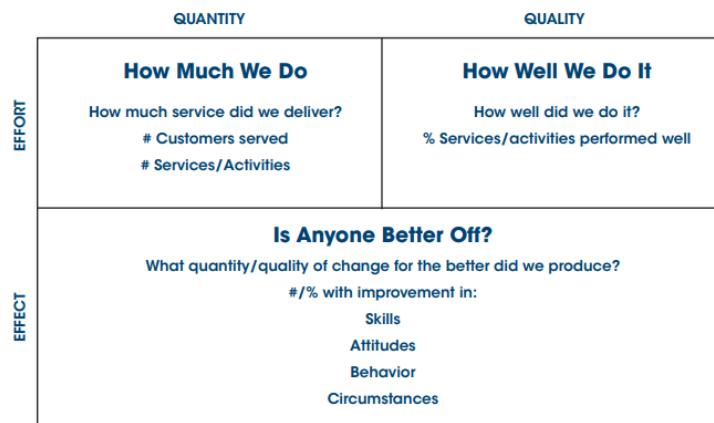 QUANTITY
QUALITY
EFFORT
How Much We Do
How much service did we deliver?
# Customers served
# Services/Activities
How Well We Do It
How well did we do it?
% Services/activities performed well
EFFECT
Is Anyone Better Off?
What quantity/quality of change for the better did we produce?
#/% with improvement in:
Skills
Attitudes
Behavior
Circumstances